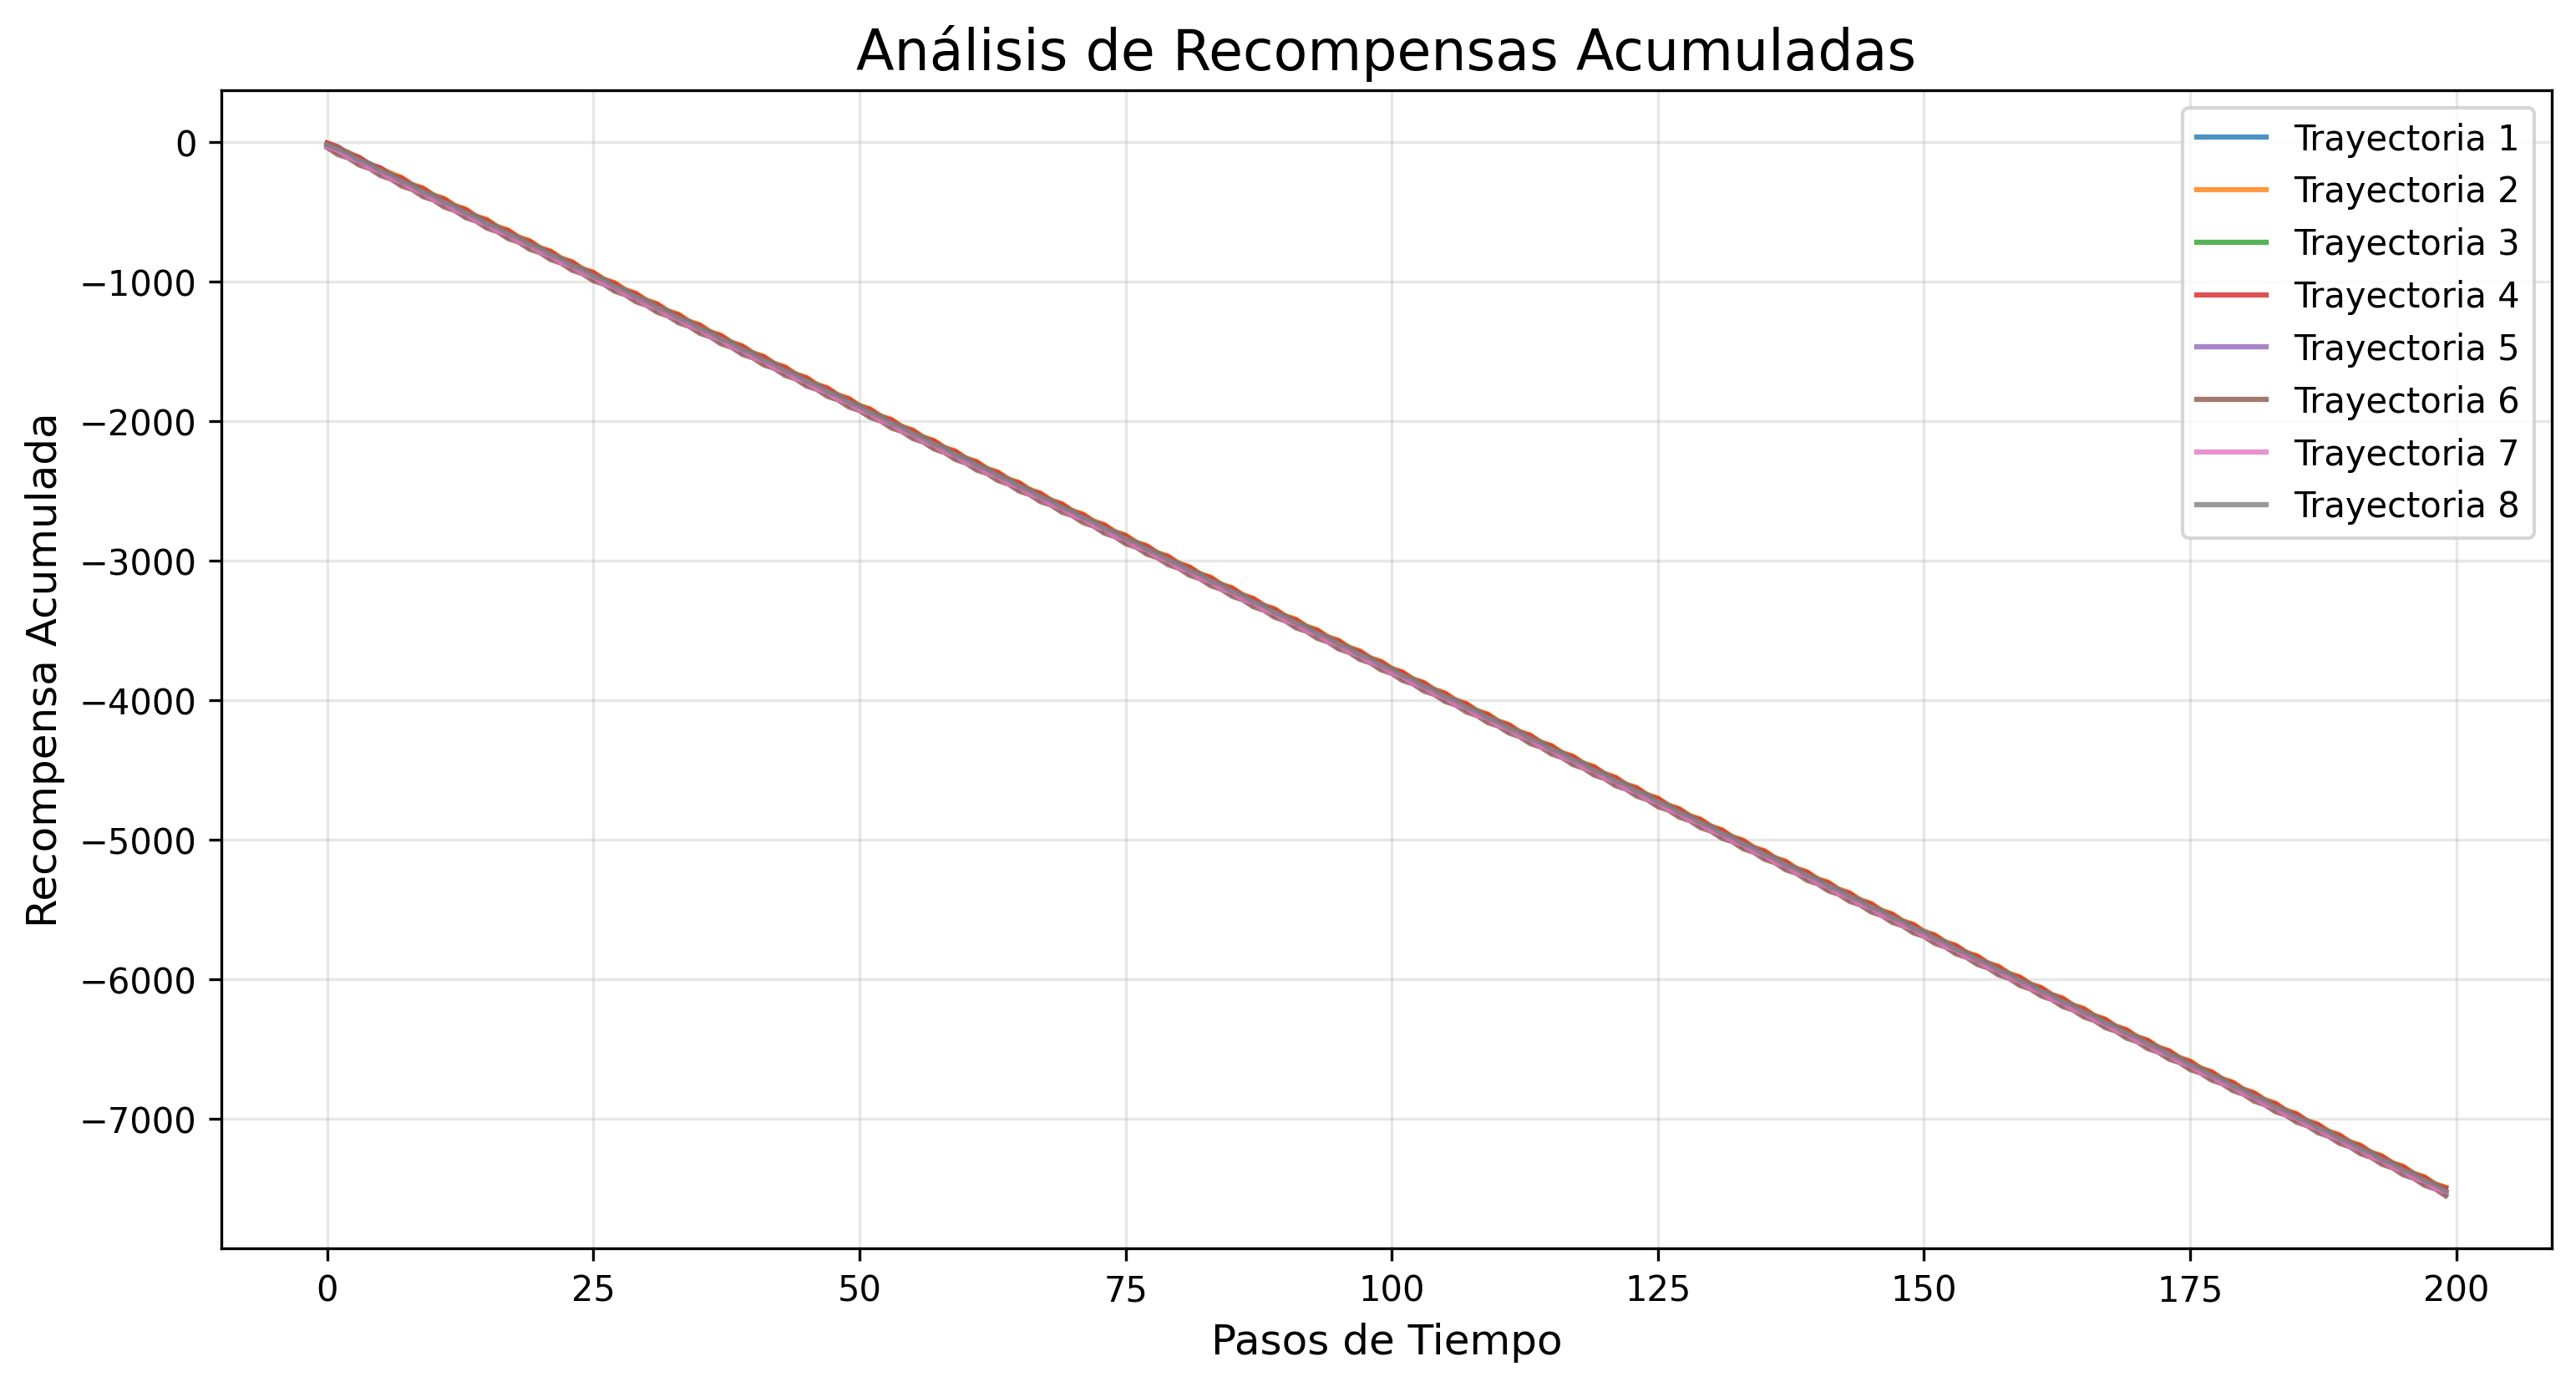 Análisis de Recompensas Acumuladas
Recompensa Acumulada
0
−1000
−2000
−3000
−4000
−5000
−6000
−7000
Trayectoria 1
Trayectoria 2
Trayectoria 3
Trayectoria 4
Trayectoria 5
Trayectoria 6
Trayectoria 7
Trayectoria 8
0 25 50 75 100 125 150 175 200
Pasos de Tiempo